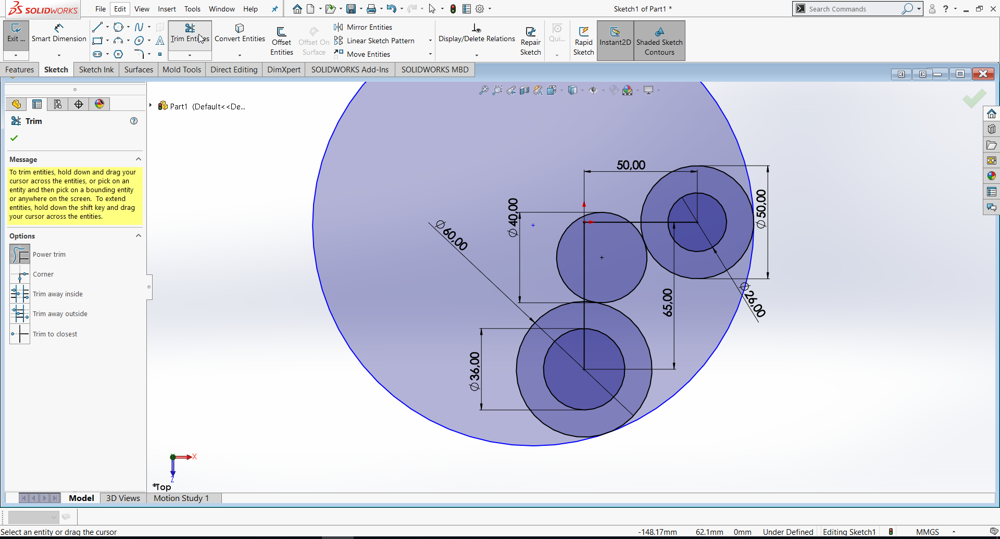 SOLIDWORKS
File Edit View Insert Tools Window Help
Sketch1 of Part1 *
Search Commands
Exit ...
Smart Dimension
Trim Entities
Convert Entities
Offset Entities
Offset On Surface
Mirror Entities
Linear Sketch Pattern
Move Entities
Display/Delete Relations
Repair Sketch
Qui...
Rapid Sketch
Instant2D
Shaded Sketch Contours
Features Sketch Sketch Ink Surfaces Mold Tools Direct Editing DimXpert SOLIDWORKS Add-Ins SOLIDWORKS MBD
Part1 (Default<<De...
Trim
Message
To trim entities, hold down and drag your
cursor across the entities, or pick on an
entity and then pick on a bounding entity
or anywhere on the screen. To extend
entities, hold down the shift key and drag
your cursor across the entities.
Options
Power trim
Corner
Trim away inside
Trim away outside
Trim to closest
50,00
Ø 50,00
Ø 40,00
Ø 60,00
65,00
Ø 26,00
Ø 36,00
X
Z
*Top
Model 3D Views Motion Study 1
Select an entity or drag the cursor
-148.17mm 62.1mm 0mm Under Defined Editing Sketch1 MMGS